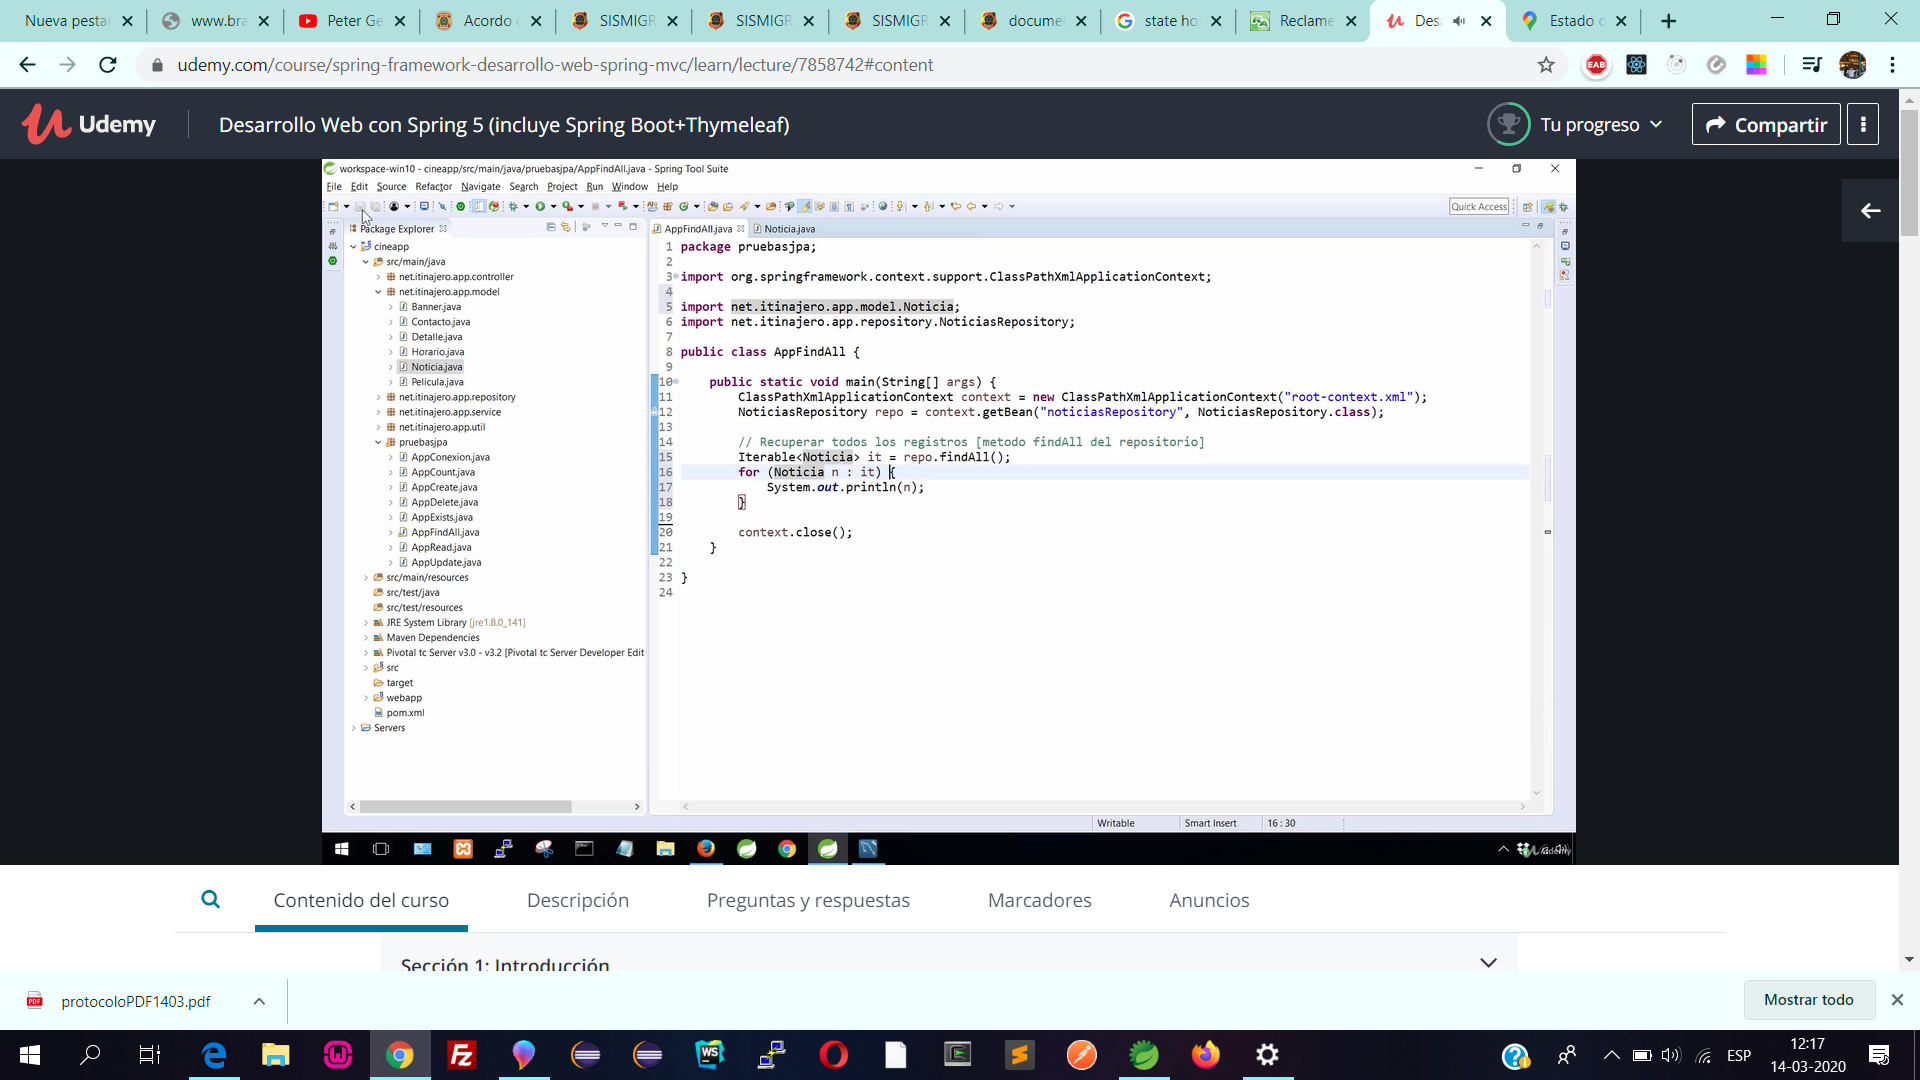 Nueva pesta
www.bra
Peter Ge
Acordo
SISMIGR
SISMIGR
SISMIGR
docume
state ho
Reclame
Des
Estado
udemy.com/course/spring-framework-desarrollo-web-spring-mvc/learn/lecture/7858742#content
EAB
Udemy
Desarrollo Web con Spring 5 (incluye Spring Boot+Thymeleaf)
Tu progreso
Compartir
workspace-win10 - cineapp/src/main/java/pruebasjpa/AppFindAll.java - Spring Tool Suite
File Edit Source Refactor Navigate Search Project Run Window Help
Quick Access
Package Explorer
cineapp
src/main/java
net.itinajero.app.controller
net.itinajero.app.model
Banner.java
Contacto.java
Detalle.java
Horario.java
Noticia.java
Pelicula.java
net.itinajero.app.repository
net.itinajero.app.service
net.itinajero.app.util
pruebasjpa
AppConexion.java
AppCount.java
AppCreate.java
AppDelete.java
AppExists.java
AppFindAll.java
AppRead.java
AppUpdate.java
src/main/resources
src/test/java
src/test/resources
JRE System Library [jre1.8.0_141]
Maven Dependencies
Pivotal tc Server v3.0 - v3.2 [Pivotal tc Server Developer Edit
src
target
webapp
pom.xml
Servers
AppFindAll.java
Noticia.java
1 package pruebasjpa;
2
3 import org.springframework.context.support.ClassPathXmlApplicationContext;
4
5 import net.itinajero.app.model.Noticia;
6 import net.itinajero.app.repository.NoticiasRepository;
7
8 public class AppFindAll {
9
10 public static void main(String[] args) {
11 ClassPathXmlApplicationContext context = new ClassPathXmlApplicationContext("root-context.xml");
12 NoticiasRepository repo = context.getBean("noticiasRepository", NoticiasRepository.class);
13
14 // Recuperar todos los registros [metodo findAll del repositorio]
15 Iterable<Noticia> it = repo.findAll();
16 for (Noticia n : it) {
17 System.out.println(n);
18 }
19
20 context.close();
21 }
22
23 }
24
Writable
Smart Insert
16 : 30
Udemy
Contenido del curso
Descripción
Preguntas y respuestas
Marcadores
Anuncios
Sección 1: Introducción
PDF
protocoloPDF1403.pdf
Mostrar todo
Fz
WS
ESP
12:17
14-03-2020